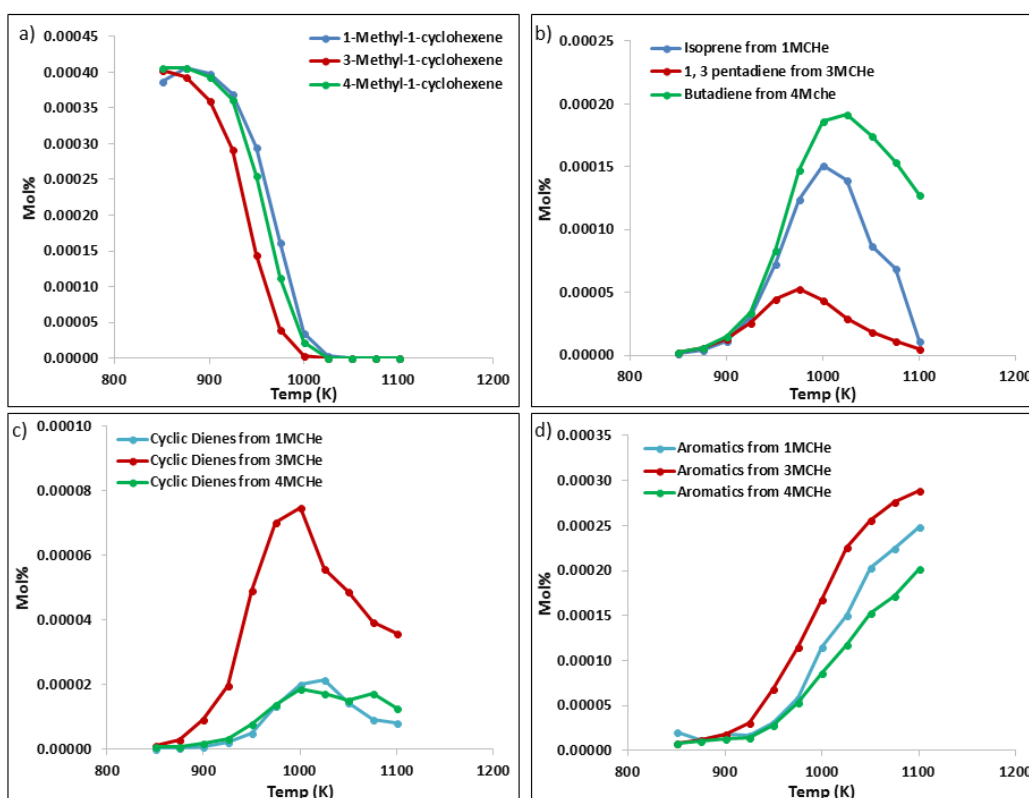 a)
1-Methyl-1-cyclohexene
3-Methyl-1-cyclohexene
4-Methyl-1-cyclohexene
0.00045
0.00040
0.00035
0.00030
0.00025
0.00020
0.00015
0.00010
0.00005
0.00000
Mol%
800
900
1000
1100
1200
Temp (K)
b)
Isoprene from 1MCHe
1, 3 pentadiene from 3MCHe
Butadiene from 4Mche
0.00025
0.00020
0.00015
0.00010
0.00005
0.00000
Mol%
800
900
1000
1100
1200
Temp (K)
c)
Cyclic Dienes from 1MCHe
Cyclic Dienes from 3MCHe
Cyclic Dienes from 4MCHe
0.00010
0.00008
0.00006
0.00004
0.00002
0.00000
Mol%
800
900
1000
1100
1200
Temp (K)
d)
Aromatics from 1MCHe
Aromatics from 3MCHe
Aromatics from 4MCHe
0.00035
0.00030
0.00025
0.00020
0.00015
0.00010
0.00005
0.00000
Mol%
800
900
1000
1100
1200
Temp (K)